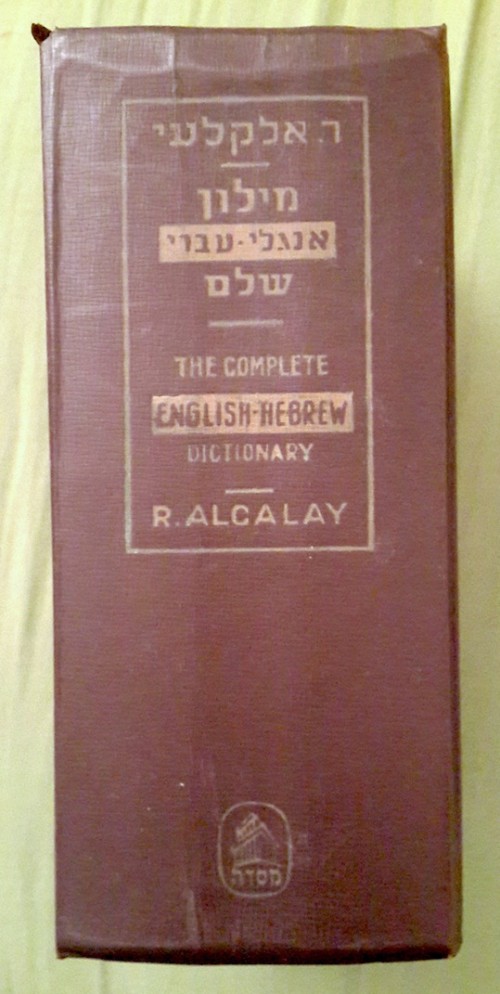 ר. אלקלעי
מילון
אנגלי-עברי
שלם
THE COMPLETE
ENGLISH-HEBREW
DICTIONARY
R. ALCALAY
מסדה